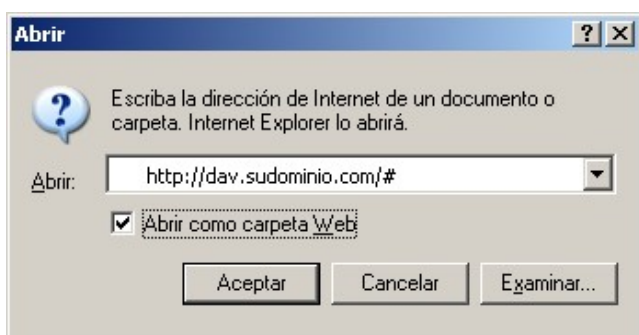 Abrir
Escriba la dirección de Internet de un documento o
carpeta. Internet Explorer lo abrirá.
Abrir:
http://dav.sudominio.com/#
Abrir como carpeta Web
Aceptar
Cancelar
Examinar...